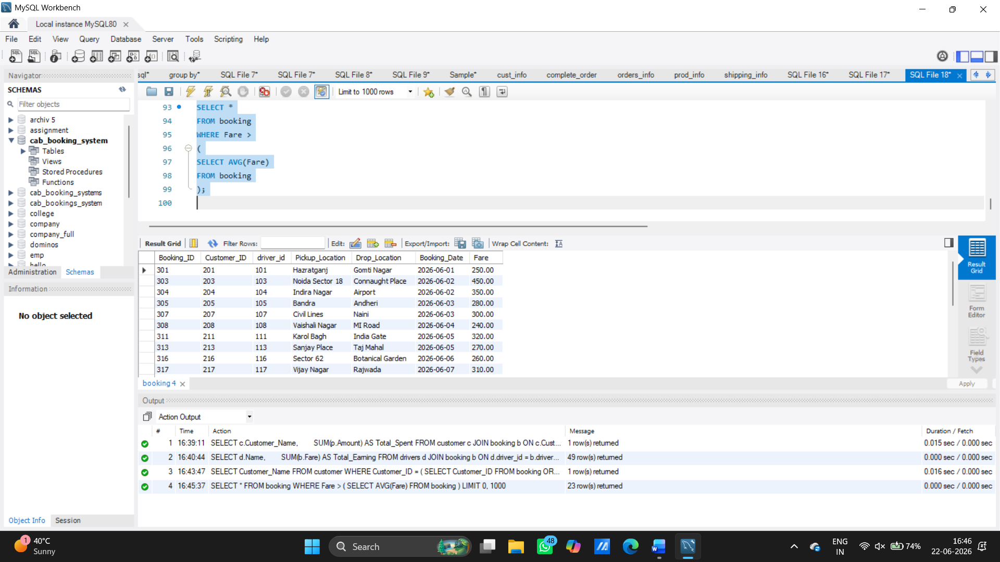 MySQL Workbench
Local instance MySQL80
File Edit View Query Database Server Tools Scripting Help
Navigator
sql* group by* SQL File 7* SQL File 7* SQL File 8* SQL File 9* Sample* cust_info complete_order orders_info prod_info shipping_info SQL File 16* SQL File 17* SQL File 18*
SCHEMAS
Filter objects
Limit to 1000 rows
archiv 5
assignment
cab_booking_system
Tables
Views
Stored Procedures
Functions
cab_booking_systems
cab_bookings_system
college
company
company_full
dominos
emp
hello
Administration Schemas
Information
No object selected
Object Info Session
93 SELECT *
94 FROM booking
95 WHERE Fare >
96 (
97 SELECT AVG(Fare)
98 FROM booking
99 );
100
Result Grid Filter Rows: Edit: Export/Import: Wrap Cell Content:
Booking_ID Customer_ID driver_id Pickup_Location Drop_Location Booking_Date Fare
301 201 101 Hazratganj Gomti Nagar 2026-06-01 250.00
303 203 103 Noida Sector 18 Connaught Place 2026-06-02 450.00
304 204 104 Indira Nagar Airport 2026-06-02 350.00
305 205 105 Bandra Andheri 2026-06-03 280.00
307 207 107 Civil Lines Naini 2026-06-03 300.00
308 208 108 Vaishali Nagar MI Road 2026-06-04 240.00
311 211 111 Karol Bagh India Gate 2026-06-05 320.00
313 213 113 Sanjay Place Taj Mahal 2026-06-05 270.00
316 216 116 Sector 62 Botanical Garden 2026-06-06 260.00
317 217 117 Vijay Nagar Rajwada 2026-06-07 310.00
Result
Grid
Form
Editor
Field
Types
booking 4
Apply
Output
Action Output
# Time Action Message Duration / Fetch
1 16:39:11 SELECT c.Customer_Name, SUM(p.Amount) AS Total_Spent FROM customer c JOIN booking b ON c.Cust... 1 row(s) returned 0.015 sec / 0.000 sec
2 16:40:44 SELECT d.Name, SUM(b.Fare) AS Total_Earning FROM drivers d JOIN booking b ON d.driver_id = b.driver... 49 row(s) returned 0.000 sec / 0.000 sec
3 16:43:47 SELECT Customer_Name FROM customer WHERE Customer_ID = ( SELECT Customer_ID FROM booking OR... 1 row(s) returned 0.016 sec / 0.000 sec
4 16:45:37 SELECT * FROM booking WHERE Fare > ( SELECT AVG(Fare) FROM booking ) LIMIT 0, 1000 23 row(s) returned 0.000 sec / 0.000 sec
1
40°C
Sunny
Search
48
ENG
IN
74%
16:46
22-06-2026